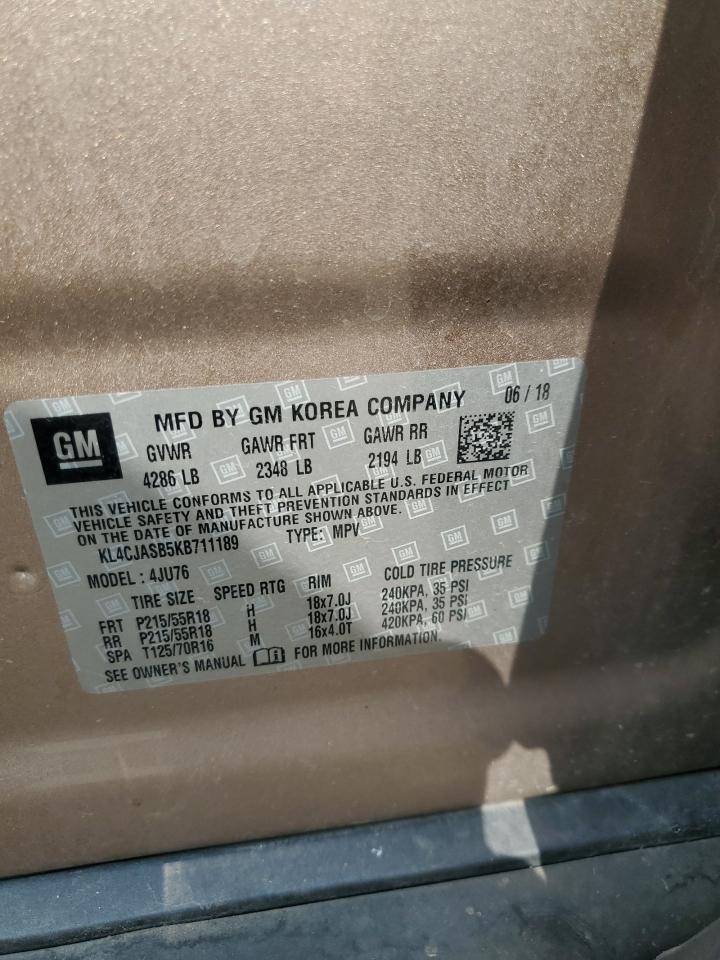 GM
MFD BY GM KOREA COMPANY 06 / 18
GVWR GAWR FRT GAWR RR
4286 LB 2348 LB 2194 LB
THIS VEHICLE CONFORMS TO ALL APPLICABLE U.S. FEDERAL MOTOR
VEHICLE SAFETY AND THEFT PREVENTION STANDARDS IN EFFECT
ON THE DATE OF MANUFACTURE SHOWN ABOVE.
KL4CJASB5KB711189 TYPE: MPV
MODEL: 4JU76
TIRE SIZE SPEED RTG RIM COLD TIRE PRESSURE
FRT P215/55R18 H 18x7.0J 240KPA, 35 PSI
RR P215/55R18 H 18x7.0J 240KPA, 35 PSI
SPA T125/70R16 M 16x4.0T 420KPA, 60 PSI
SEE OWNER'S MANUAL FOR MORE INFORMATION.